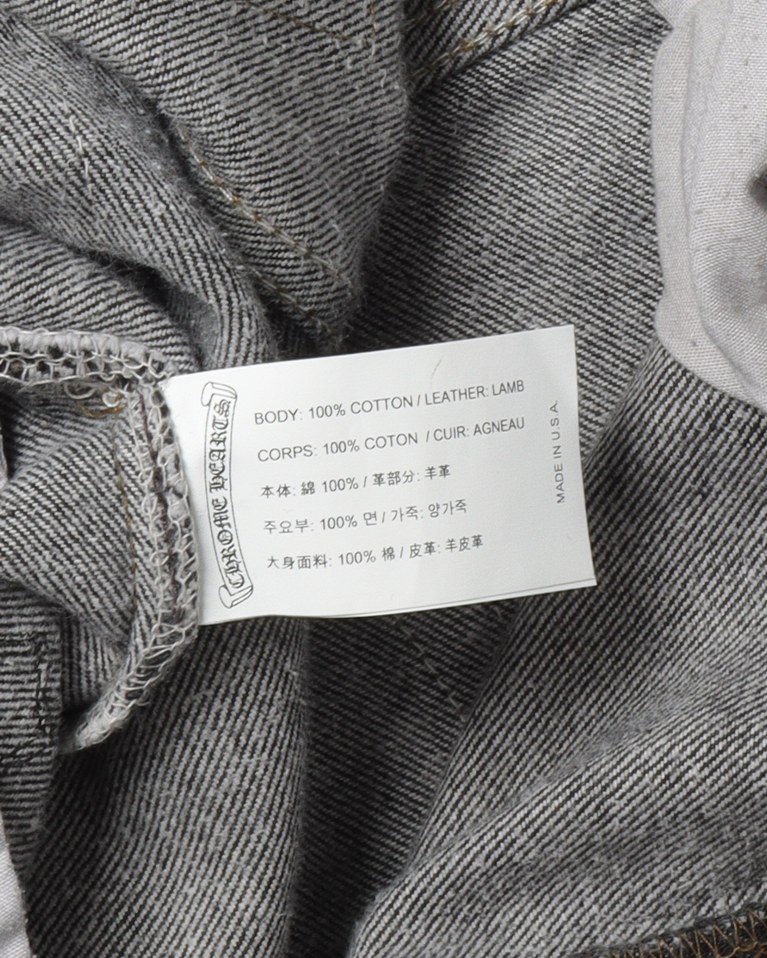 CHROME HEARTS
BODY: 100% COTTON / LEATHER: LAMB
CORPS: 100% COTON / CUIR: AGNEAU
本体: 綿 100% / 革部分: 羊革
주요부: 100% 면 / 가죽: 양가죽
大身面料: 100% 棉 / 皮革: 羊皮革
MADE IN U.S.A.